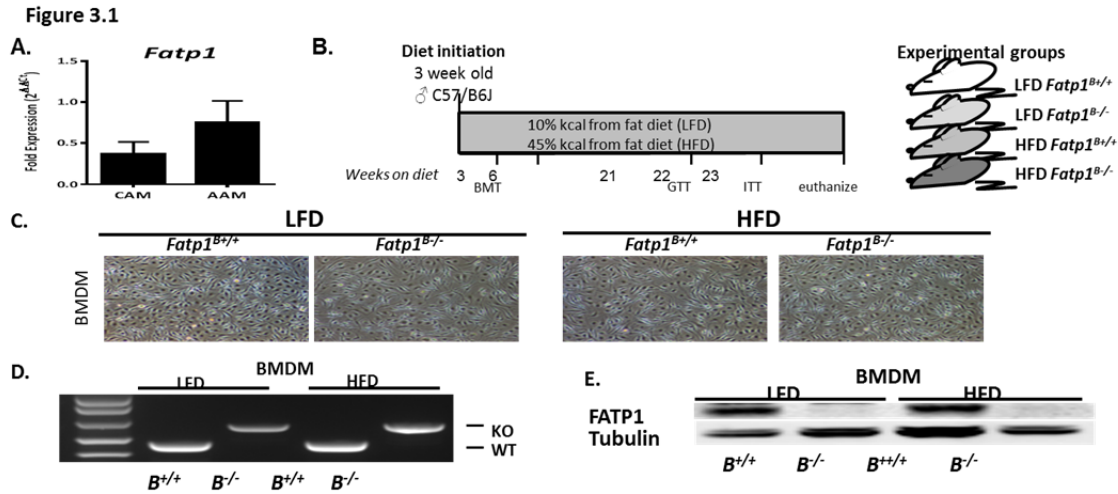 Figure 3.1
A.
Fatp1
Fold Expression (2^-ΔΔCt)
1.5
1.0
0.5
0.0
CAM
AAM
B.
Diet initiation
3 week old
♂ C57/B6J
10% kcal from fat diet (LFD)
45% kcal from fat diet (HFD)
Weeks on diet
3 6 21 22 23
BMT GTT ITT euthanize
Experimental groups
LFD Fatp1B+/+
LFD Fatp1B-/-
HFD Fatp1B+/+
HFD Fatp1B-/-
C.
LFD HFD
Fatp1B+/+ Fatp1B-/- Fatp1B+/+ Fatp1B-/-
BMDM
D.
BMDM
LFD HFD
KO
WT
B+/+ B-/- B+/+ B-/-
E.
BMDM
LFD HFD
FATP1
Tubulin
B+/+ B-/- B++/+ B-/-